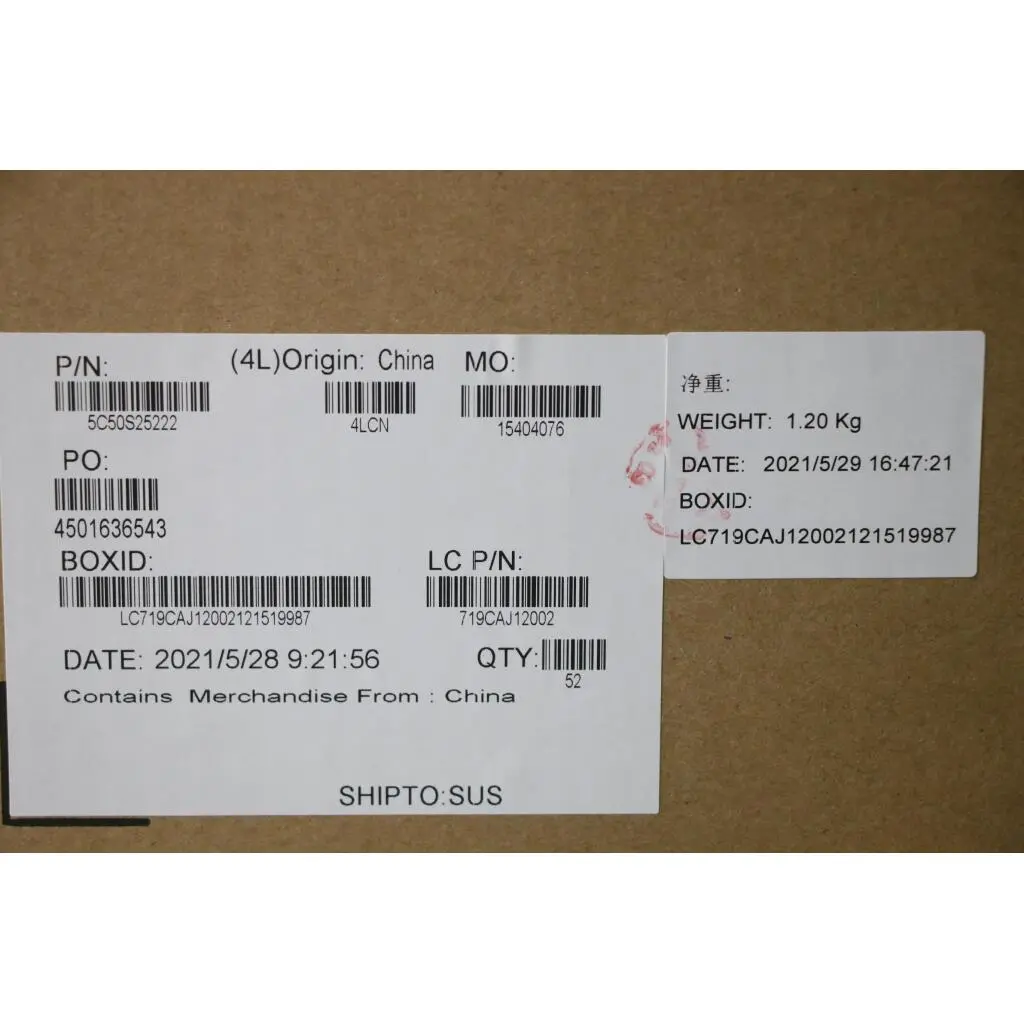 P/N: (4L)Origin: China MO:
5C50S25222 4LCN 15404076
PO:
4501636543
BOXID: LC P/N:
LC719CAJ12002121519987 719CAJ12002
DATE: 2021/5/28 9:21:56 QTY:
52
Contains Merchandise From : China
SHIPTO:SUS
净重:
WEIGHT: 1.20 Kg
DATE: 2021/5/29 16:47:21
BOXID:
LC719CAJ12002121519987